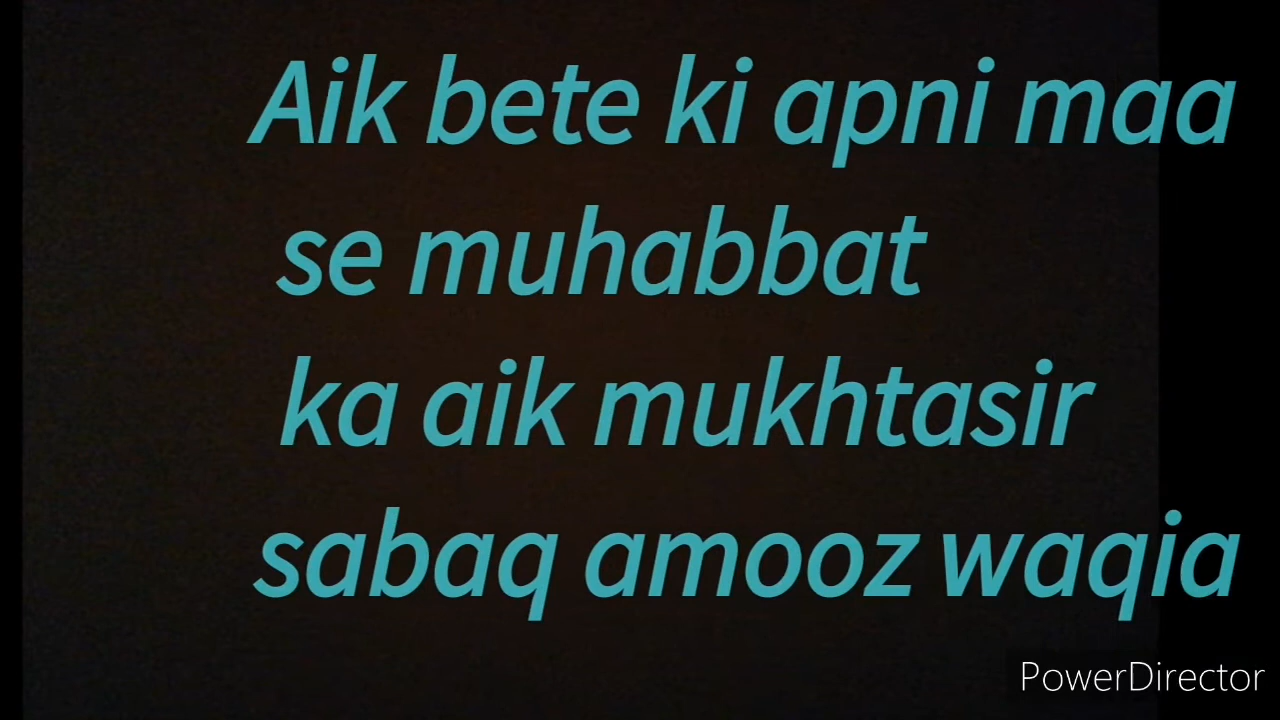 Aik bete ki apni maa
se muhabbat
ka aik mukhtasir
sabaq amooz waqia
PowerDirector